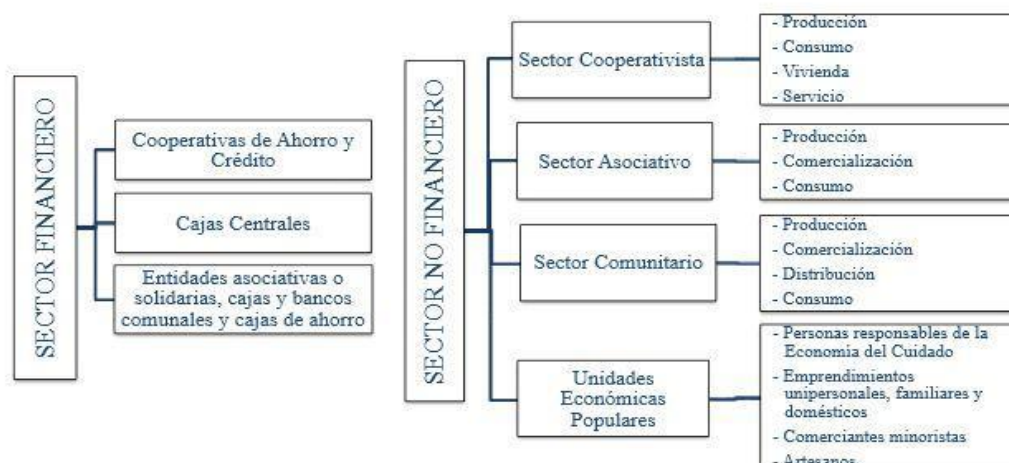 SECTOR FINANCIERO
Cooperativas de Ahorro y
Crédito
Cajas Centrales
Entidades asociativas o
solidarias, cajas y bancos
comunales y cajas de ahorro
SECTOR NO FINANCIERO
Sector Cooperativista
- Producción
- Consumo
- Vivienda
- Servicio
Sector Asociativo
- Producción
- Comercialización
- Consumo
Sector Comunitario
- Producción
- Comercialización
- Distribución
- Consumo
Unidades
Económicas
Populares
- Personas responsables de la
Economía del Cuidado
- Emprendimientos
unipersonales, familiares y
domésticos
- Comerciantes minoristas
- Artesanos